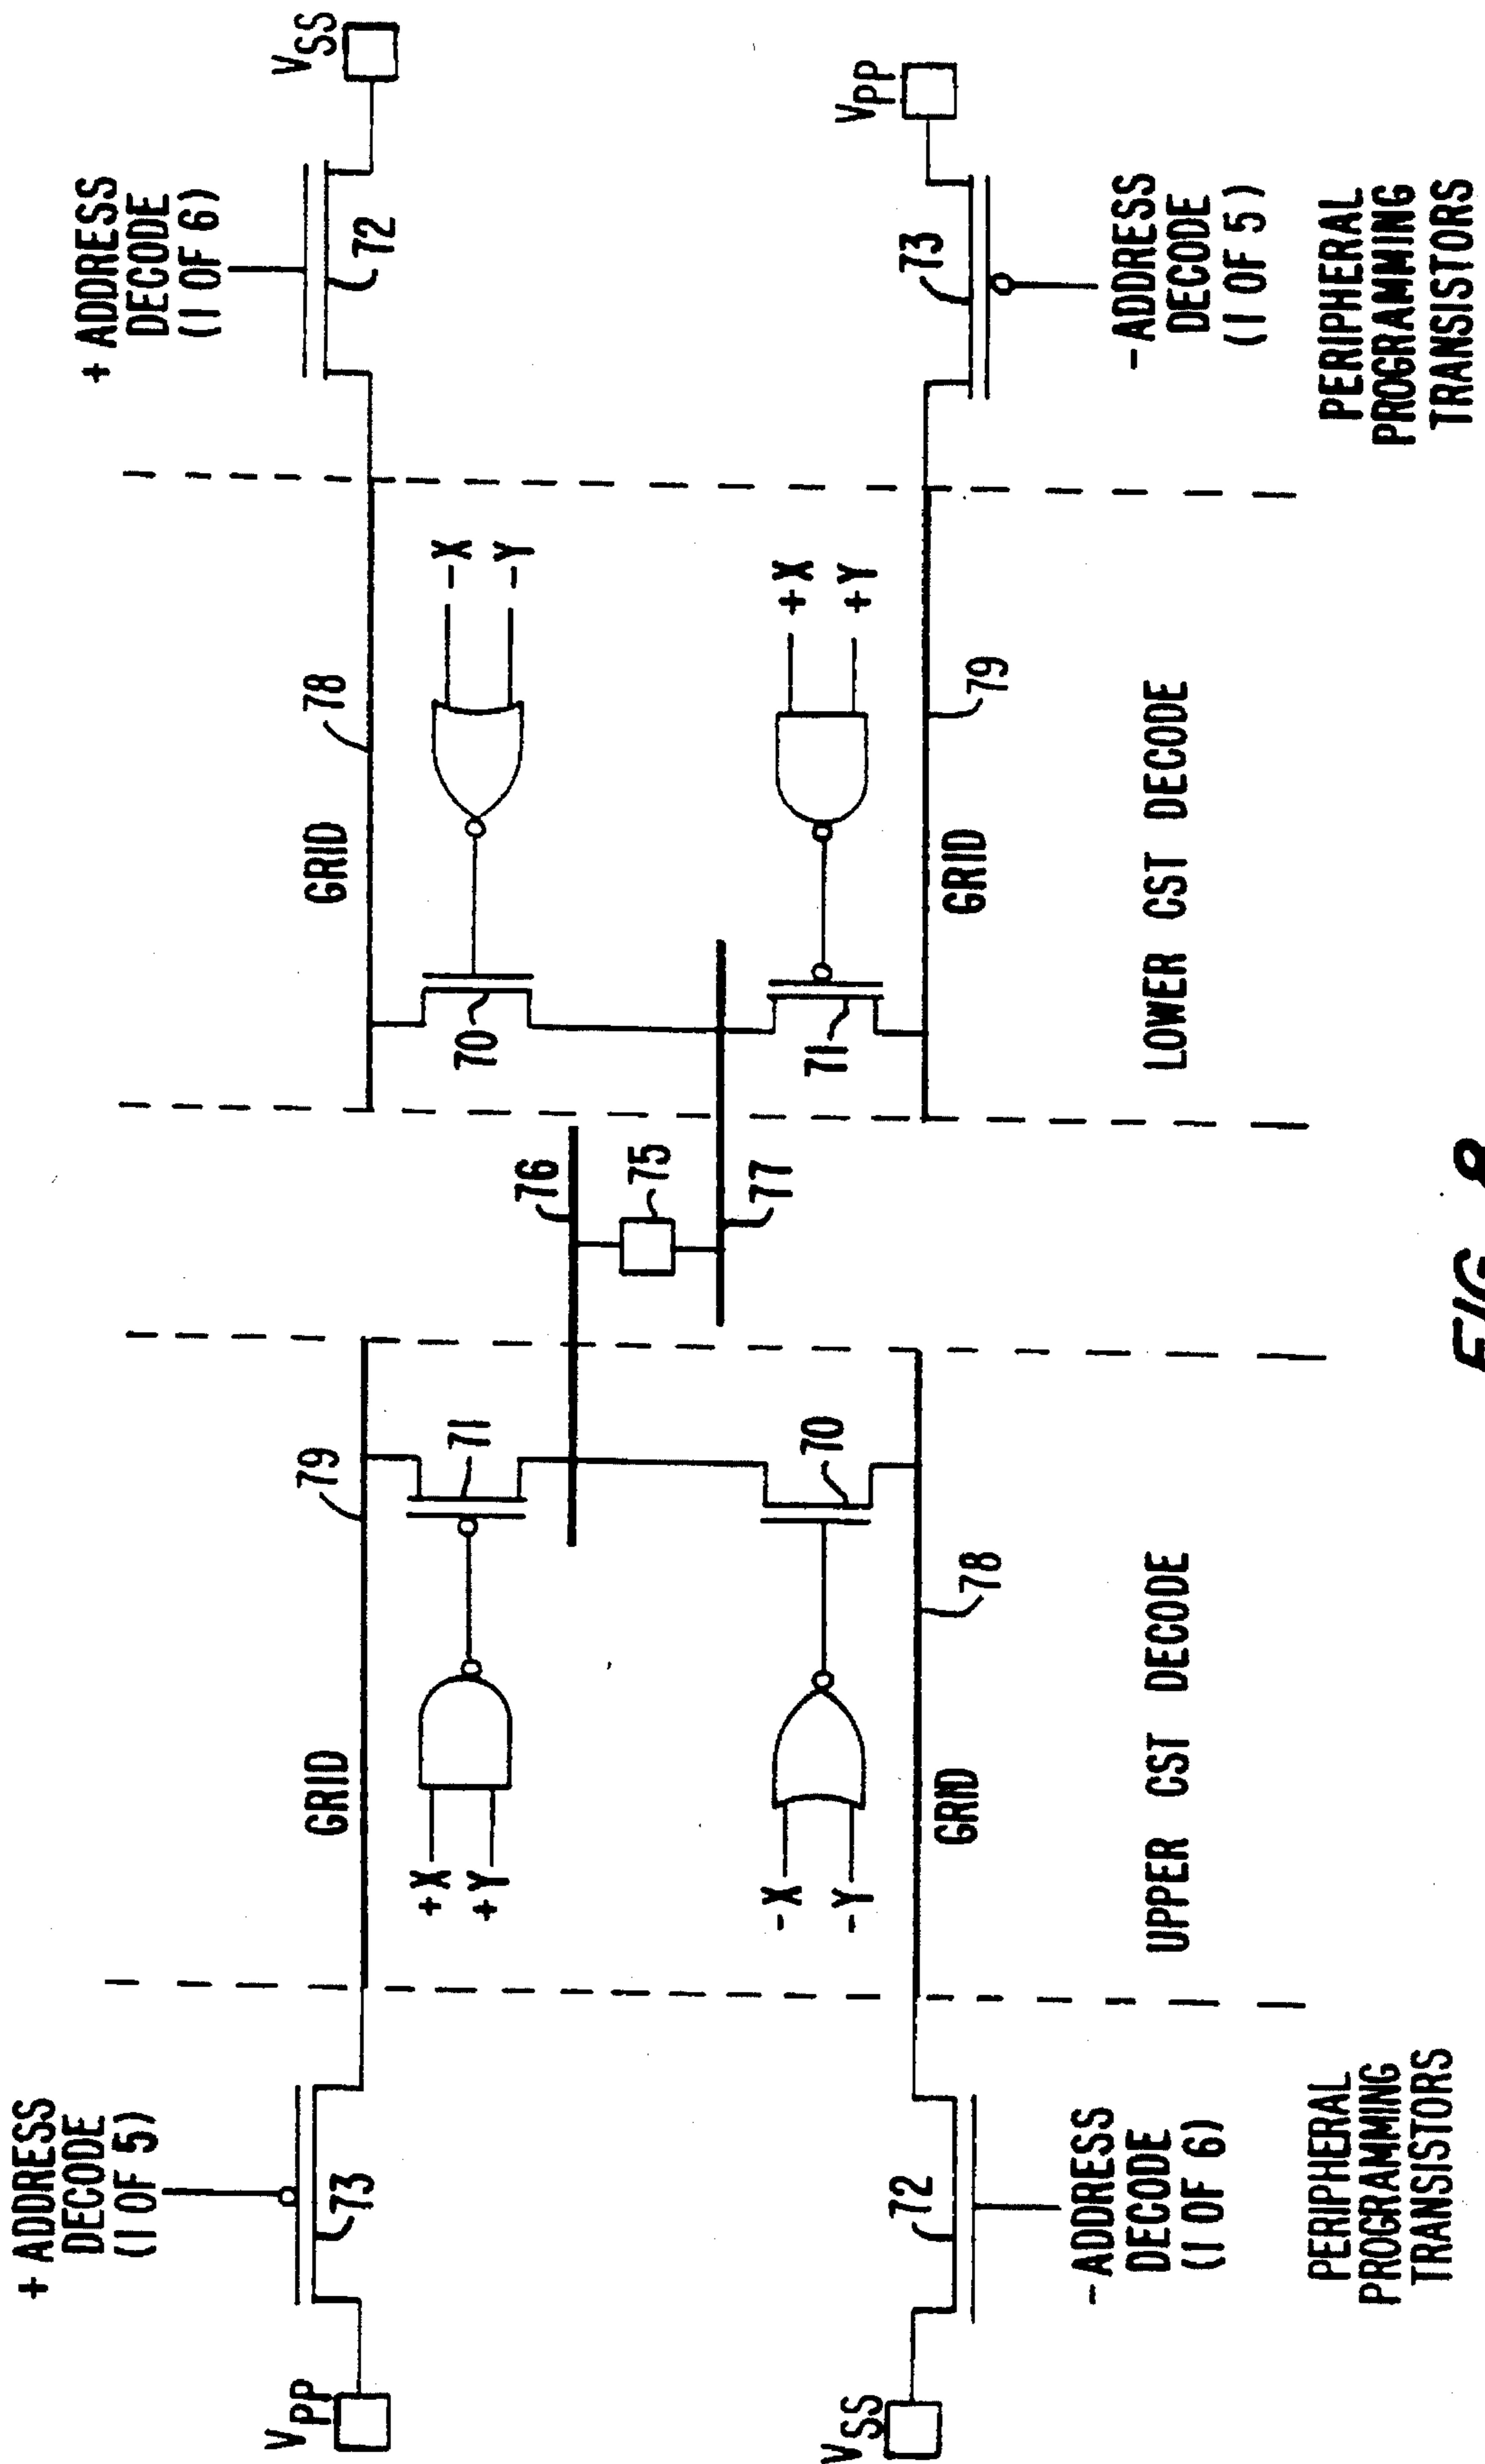 + ADDRESS
DECODE
(1 OF 5)
VPP
73
GRID
79
+X
+Y
71
76
75
77
+ ADDRESS
DECODE
(1 OF 6)
VSS
72
GRID
78
-X
-Y
70
VSS
72
- ADDRESS
DECODE
(1 OF 6)
-X
-Y
70
GRID
78
+X
+Y
71
GRID
79
VPP
73
- ADDRESS
DECODE
(1 OF 5)
PERIPHERAL
PROGRAMMING
TRANSISTORS
UPPER CST DECODE
LOWER CST DECODE
PERIPHERAL
PROGRAMMING
TRANSISTORS
FIG